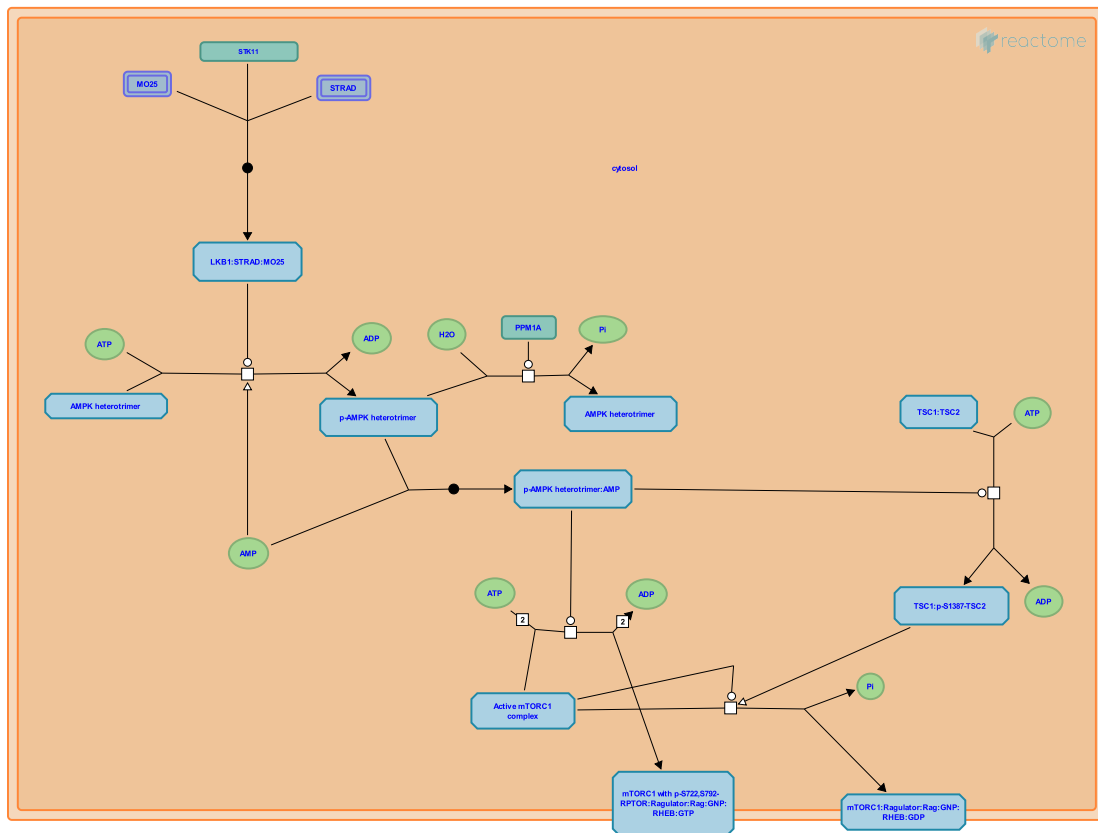 STK11
reactome
MO25
STRAD
cytosol
LKB1:STRAD:MO25
ATP
ADP
H2O
PPM1A
Pi
AMPK heterotrimer
p-AMPK heterotrimer
AMPK heterotrimer
TSC1:TSC2
ATP
p-AMPK heterotrimer:AMP
AMP
ATP
2
ADP
2
TSC1:p-S1387-TSC2
ADP
Active mTORC1
complex
Pi
mTORC1 with p-S722,S792-
RPTOR:Ragulator:Rag:GNP:
RHEB:GTP
mTORC1:Ragulator:Rag:GNP:
RHEB:GDP